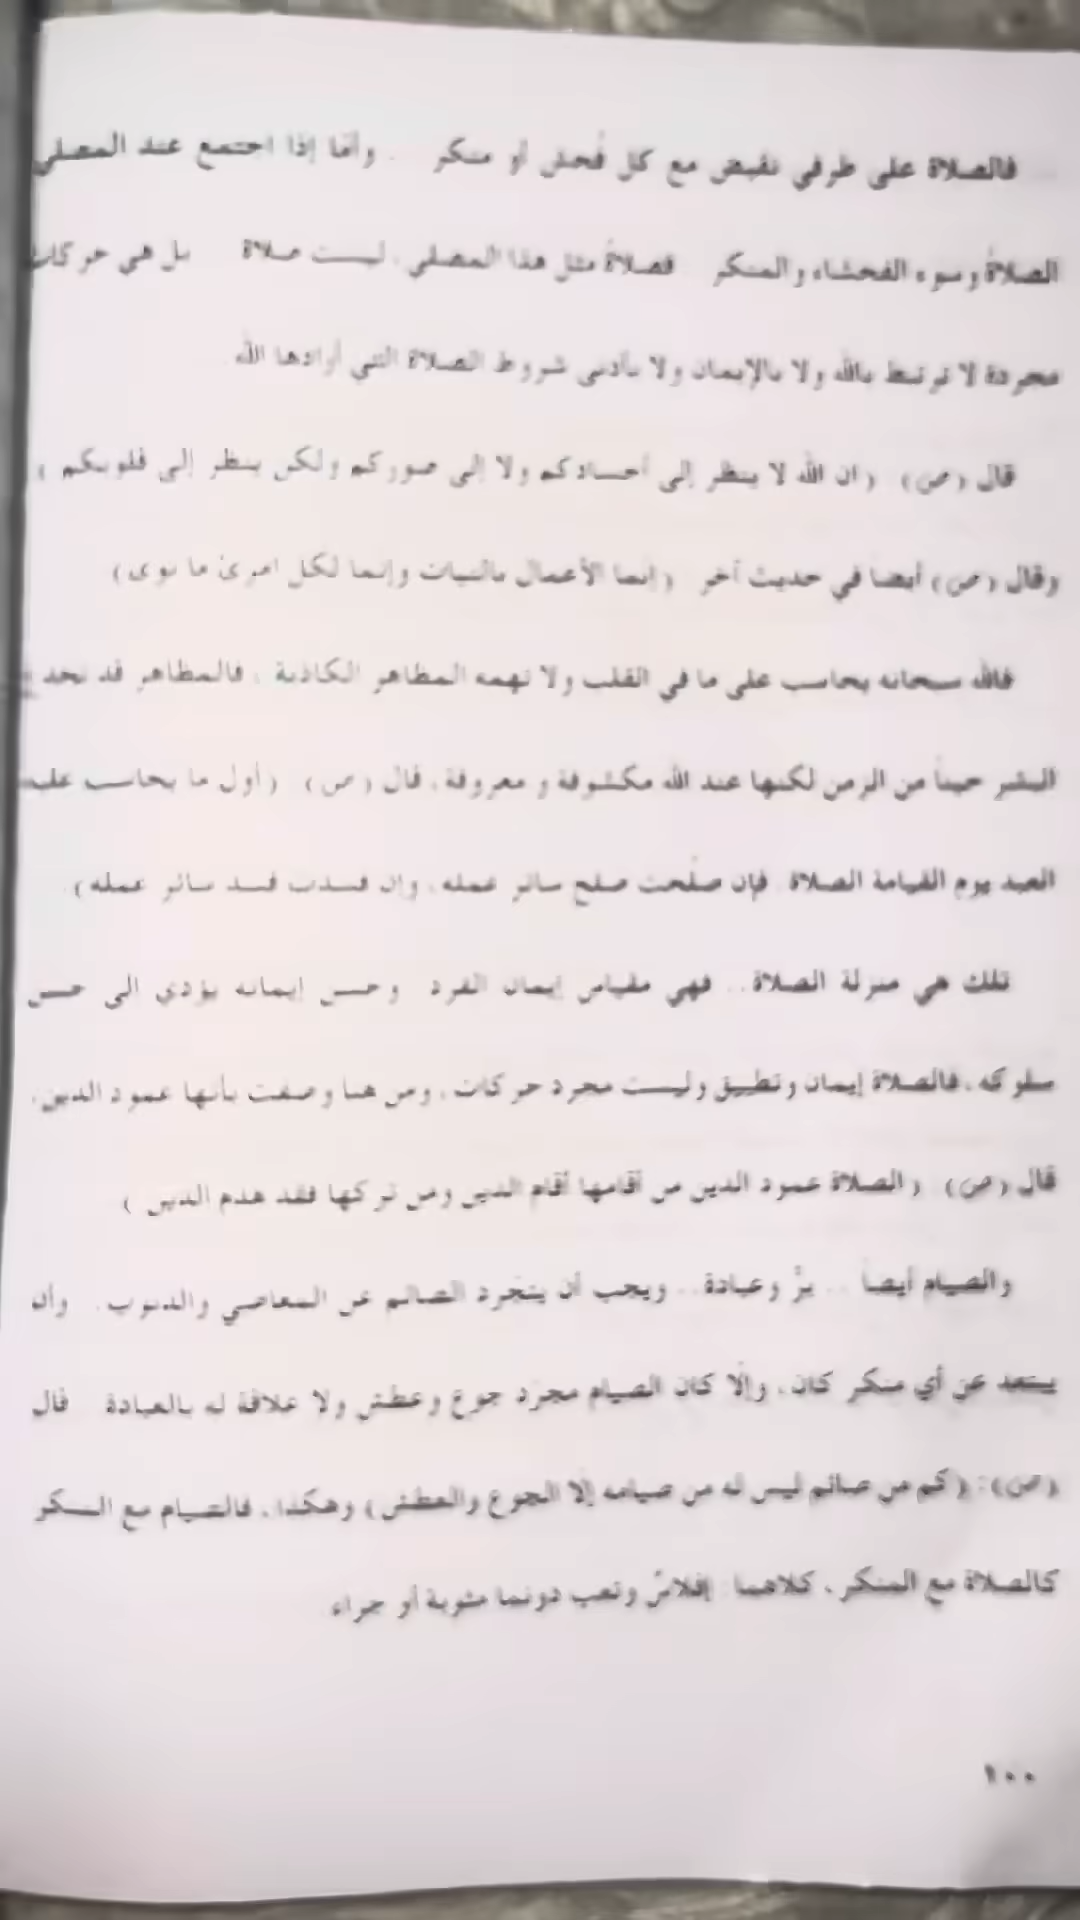 فالصلاة على طرفي نقيض مع كل فُحش أو منكر . وأمّا إذا اجتمع عند المصلي
الصلاةُ وسوء الفحشاء والمنكر فصلاةُ مثل هذا المصلي . ليست صلاة بل هي حركات
مجردة لا ترتبط بالله ولا بالإيمان ولا بأدنى شروط الصلاة التي أرادها الله
قال (ص) (ان الله لا ينظر إلى أجسادكم ولا إلى صوركم ولكن ينظر إلى قلوبكم ) .
وقال (ص) أيضاً في حديث آخر (إنما الأعمال بالنيات وإنما لكل امرئ ما نوى)
فالله سبحانه يحاسب على ما في القلب ولا تهمه المظاهر الكاذبة . فالمظاهر قد تخدع
البشر حيناً من الزمن لكنها عند الله مكشوفة و معروفة . قال (ص) (أول ما يحاسب عليه
العبد يوم القيامة الصلاة فإن صلُحت صلح سائر عمله . وإن فسدت فسد سائر عمله) .
تلك هي منزلة الصلاة .. فهي مقياس إيمان الفرد وحسن إيمانه يؤدي الى حسن
سلوكه . فالصلاة إيمان وتطبيق وليست مجرد حركات . ومن هنا وصفت بأنها عمود الدين .
قال (ص) (الصلاة عمود الدين من أقامها أقام الدين ومن تركها فقد هدم الدين )
والصيام أيضاً .. برٌّ وعبادة .. ويجب أن يتجرد الصائم عن المعاصي والذنوب . وأن
يبتعد عن أي منكر كان . وإلّا كان الصيام مجرّد جوع وعطش ولا علاقة له بالعبادة قال
(ص) : (كم من صائم ليس له من صيامه إلّا الجوع والعطش) وهكذا . فالصيام مع المنكر
كالصلاة مع المنكر . كلاهما : إفلاسٌ وتعب دونما مثوبة أو جزاء
١٠٠